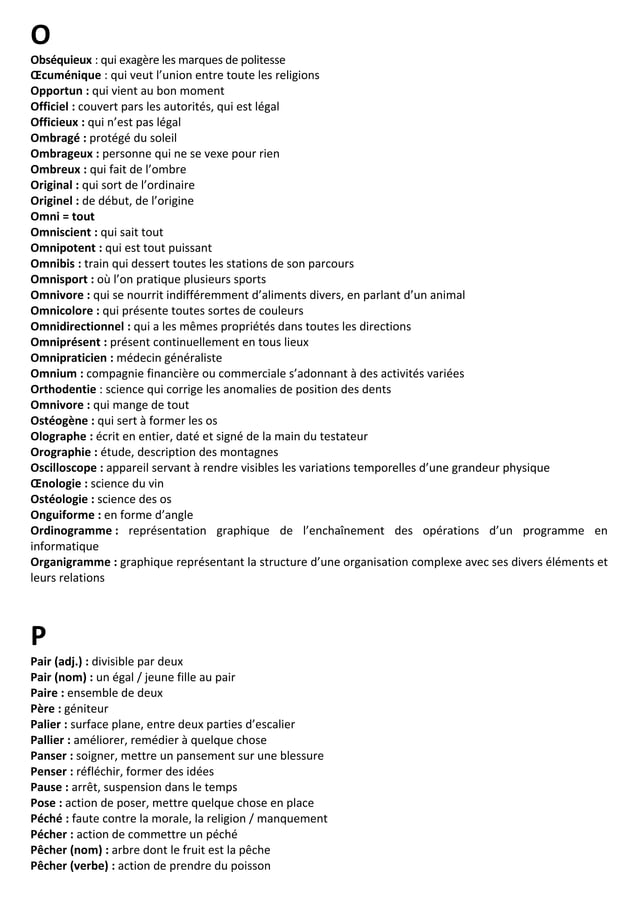 O
Obséquieux : qui exagère les marques de politesse
Œcuménique : qui veut l’union entre toute les religions
Opportun : qui vient au bon moment
Officiel : couvert pars les autorités, qui est légal
Officieux : qui n’est pas légal
Ombragé : protégé du soleil
Ombrageux : personne qui ne se vexe pour rien
Ombreux : qui fait de l’ombre
Original : qui sort de l’ordinaire
Originel : de début, de l’origine
Omni = tout
Omniscient : qui sait tout
Omnipotent : qui est tout puissant
Omnibis : train qui dessert toutes les stations de son parcours
Omnisport : où l’on pratique plusieurs sports
Omnivore : qui se nourrit indifféremment d’aliments divers, en parlant d’un animal
Omnicolore : qui présente toutes sortes de couleurs
Omnidirectionnel : qui a les mêmes propriétés dans toutes les directions
Omniprésent : présent continuellement en tous lieux
Omnipraticien : médecin généraliste
Omnium : compagnie financière ou commerciale s’adonnant à des activités variées
Orthodentie : science qui corrige les anomalies de position des dents
Omnivore : qui mange de tout
Ostéogène : qui sert à former les os
Olographe : écrit en entier, daté et signé de la main du testateur
Orographie : étude, description des montagnes
Oscilloscope : appareil servant à rendre visibles les variations temporelles d’une grandeur physique
Œnologie : science du vin
Ostéologie : science des os
Onguiforme : en forme d’angle
Ordinogramme : représentation graphique de l’enchaînement des opérations d’un programme en
informatique
Organigramme : graphique représentant la structure d’une organisation complexe avec ses divers éléments et
leurs relations
P
Pair (adj.) : divisible par deux
Pair (nom) : un égal / jeune fille au pair
Paire : ensemble de deux
Père : géniteur
Palier : surface plane, entre deux parties d’escalier
Pallier : améliorer, remédier à quelque chose
Panser : soigner, mettre un pansement sur une blessure
Penser : réfléchir, former des idées
Pause : arrêt, suspension dans le temps
Pose : action de poser, mettre quelque chose en place
Péché : faute contre la morale, la religion / manquement
Pécher : action de commettre un péché
Pêcher (nom) : arbre dont le fruit est la pêche
Pêcher (verbe) : action de prendre du poisson